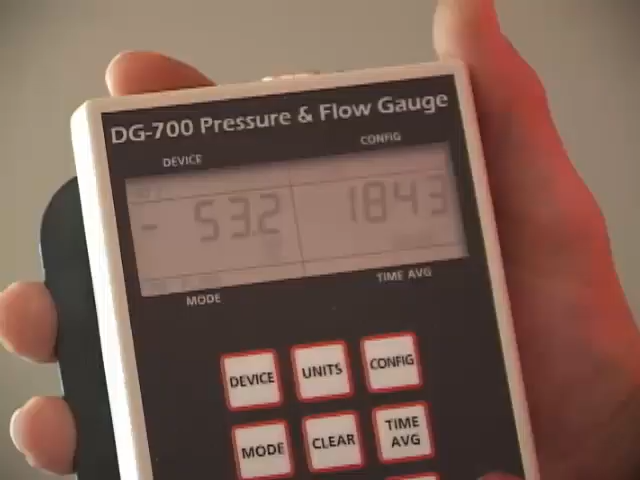 DG-700 Pressure & Flow Gauge
DEVICE CONFIG
- 53.2 1843
MODE TIME AVG
DEVICE UNITS CONFIG
MODE CLEAR TIME AVG